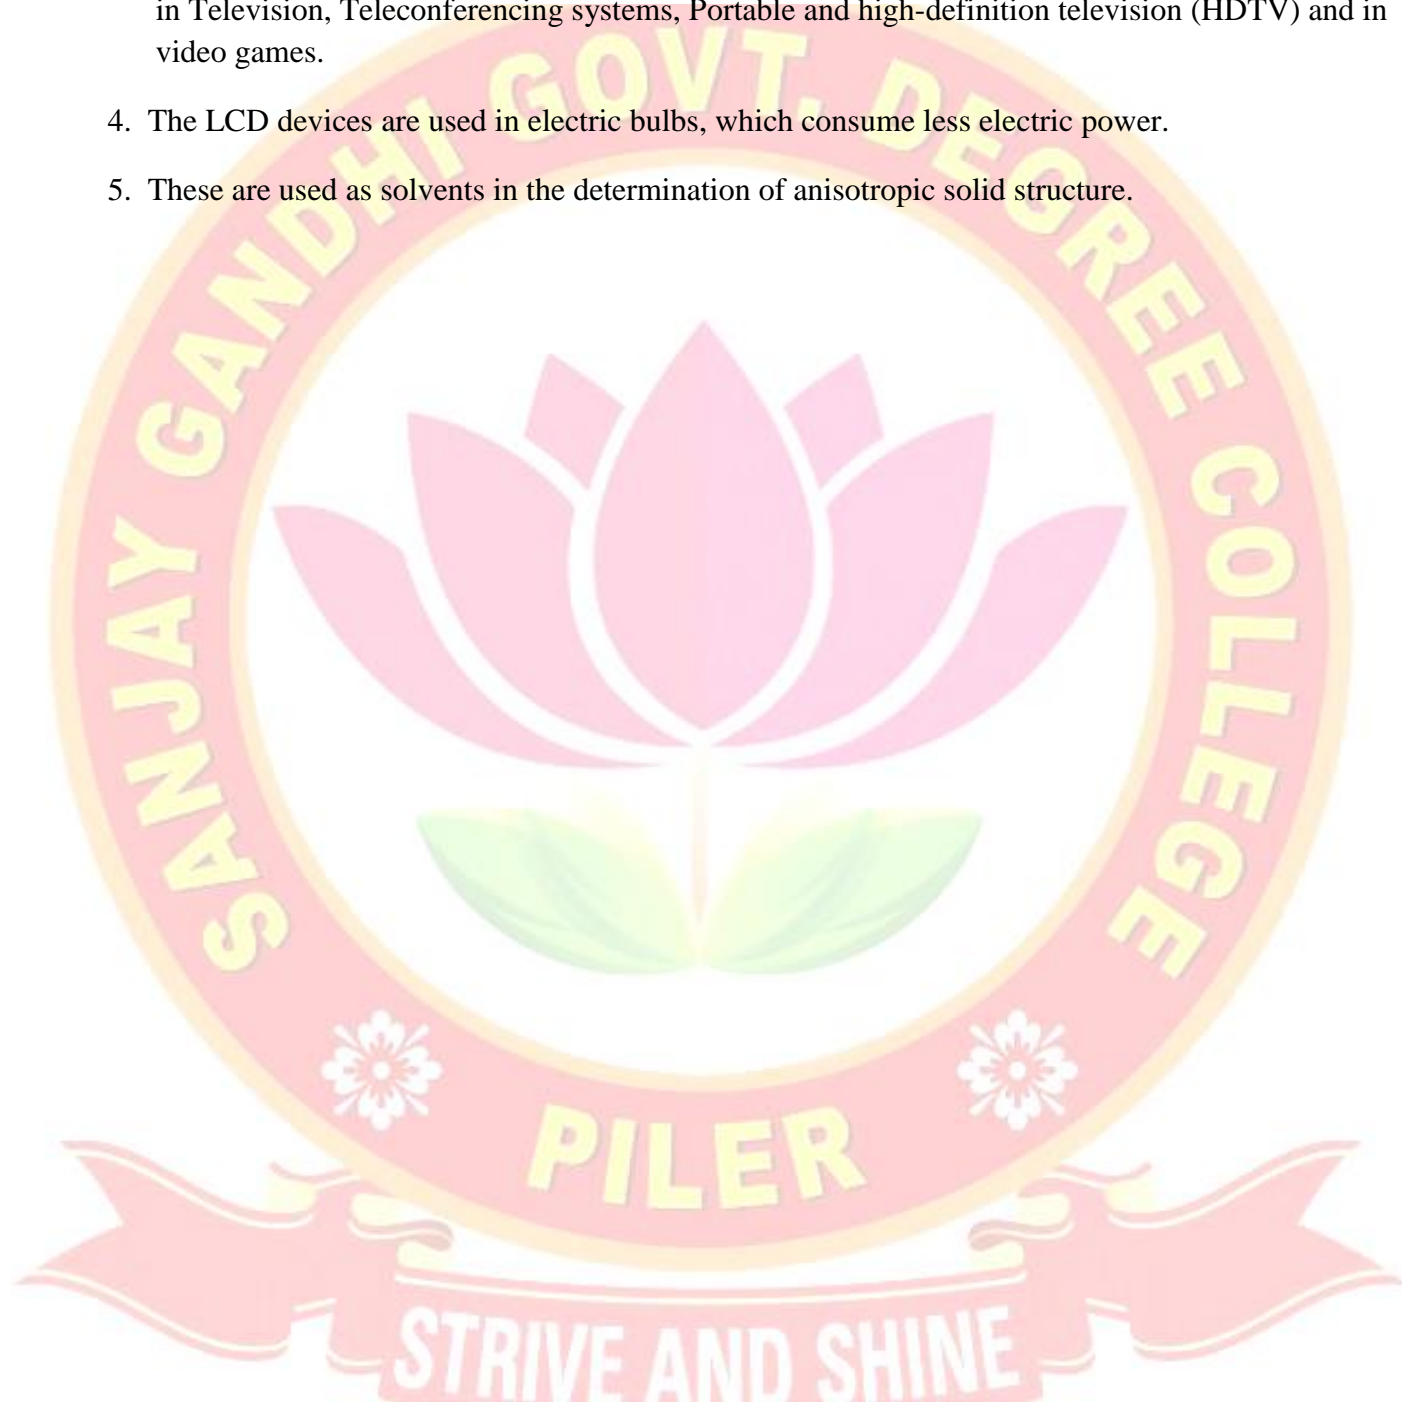 in Television, Teleconferencing systems, Portable and high-definition television (HDTV) and in
video games.
4. The LCD devices are used in electric bulbs, which consume less electric power.
5. These are used as solvents in the determination of anisotropic solid structure.
SANJAY GANDHI GOVT. DEGREE COLLEGE
PILER
STRIVE AND SHINE